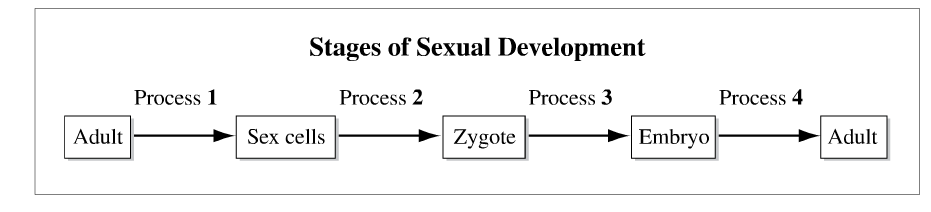 Stages of Sexual Development
Process 1 Process 2 Process 3 Process 4
Adult Sex cells Zygote Embryo Adult